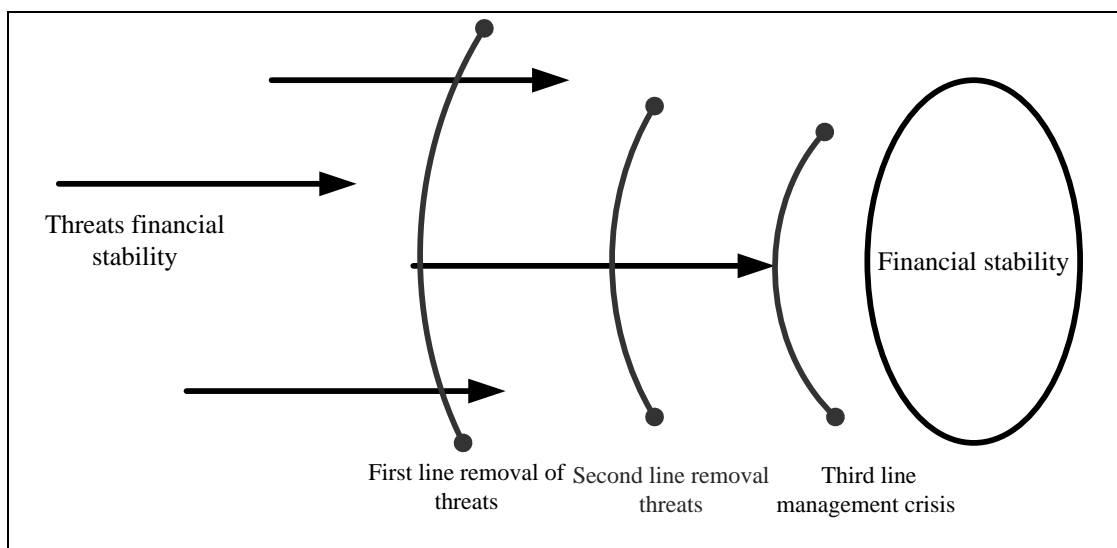 Threats financial
stability
Financial stability
First line removal of
threats
Second line removal
threats
Third line
management crisis